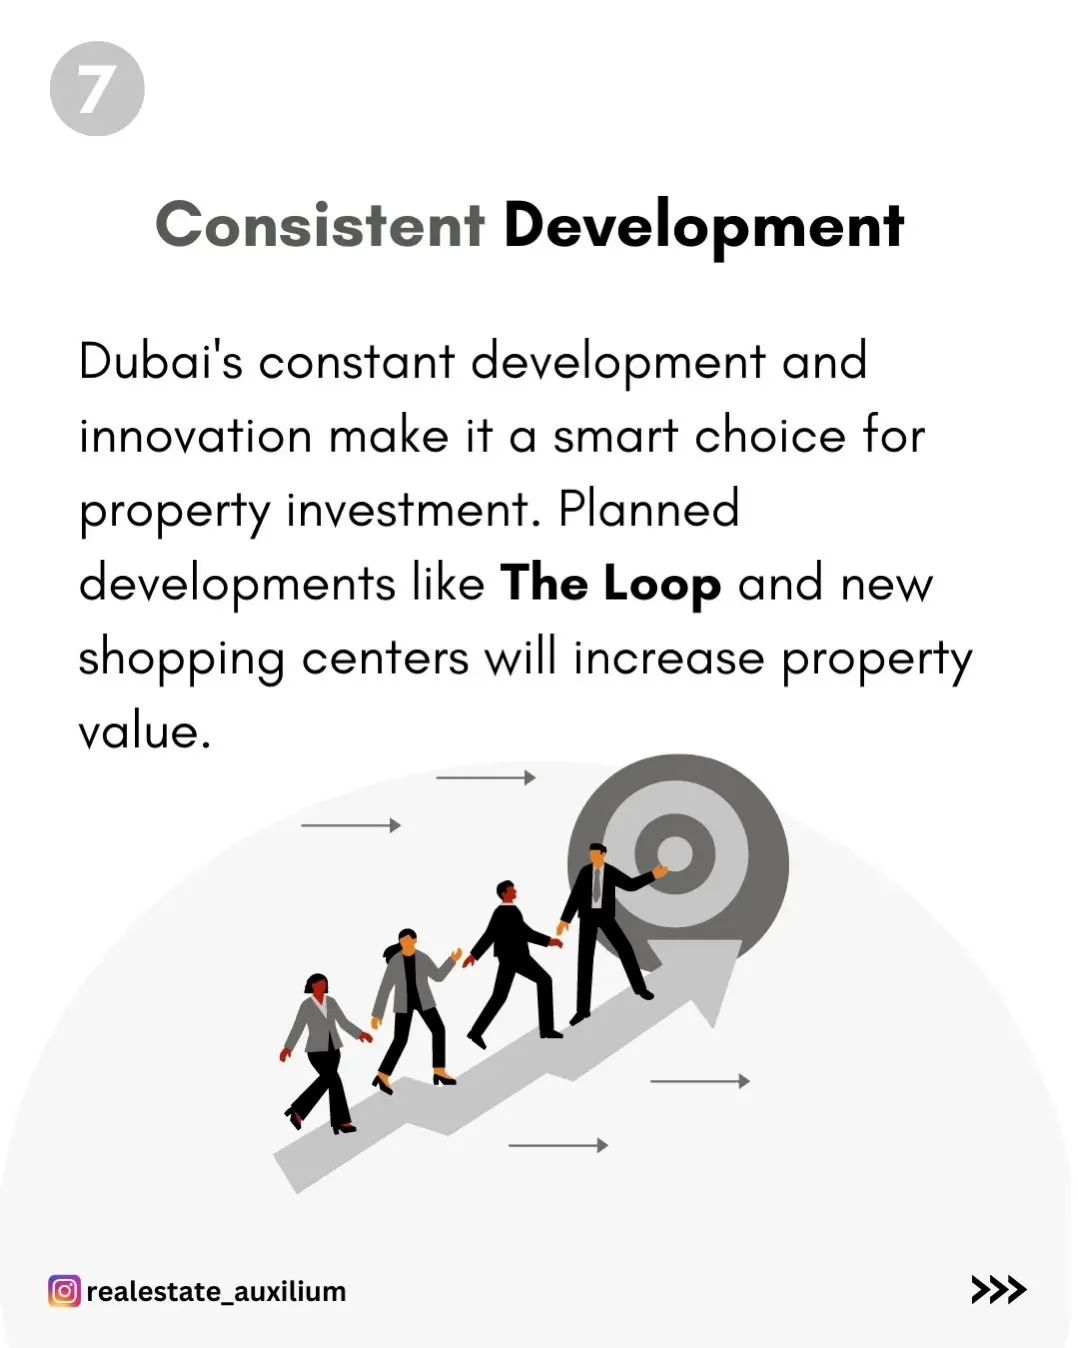 7
Consistent Development
Dubai's constant development and
innovation make it a smart choice for
property investment. Planned
developments like The Loop and new
shopping centers will increase property
value.
realestate_auxilium